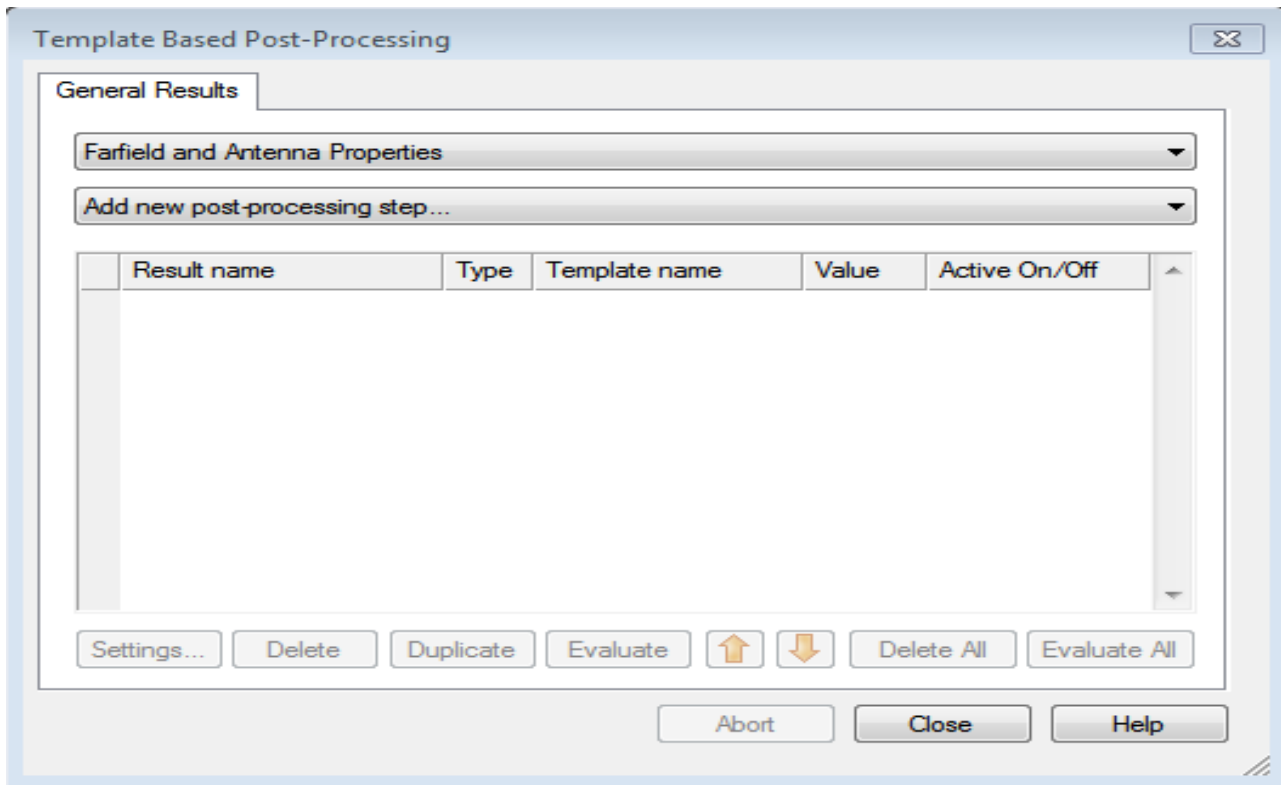 Template Based Post-Processing
General Results
Farfield and Antenna Properties
Add new post-processing step...
Result name Type Template name Value Active On/Off
Settings... Delete Duplicate Evaluate Delete All Evaluate All
Abort Close Help